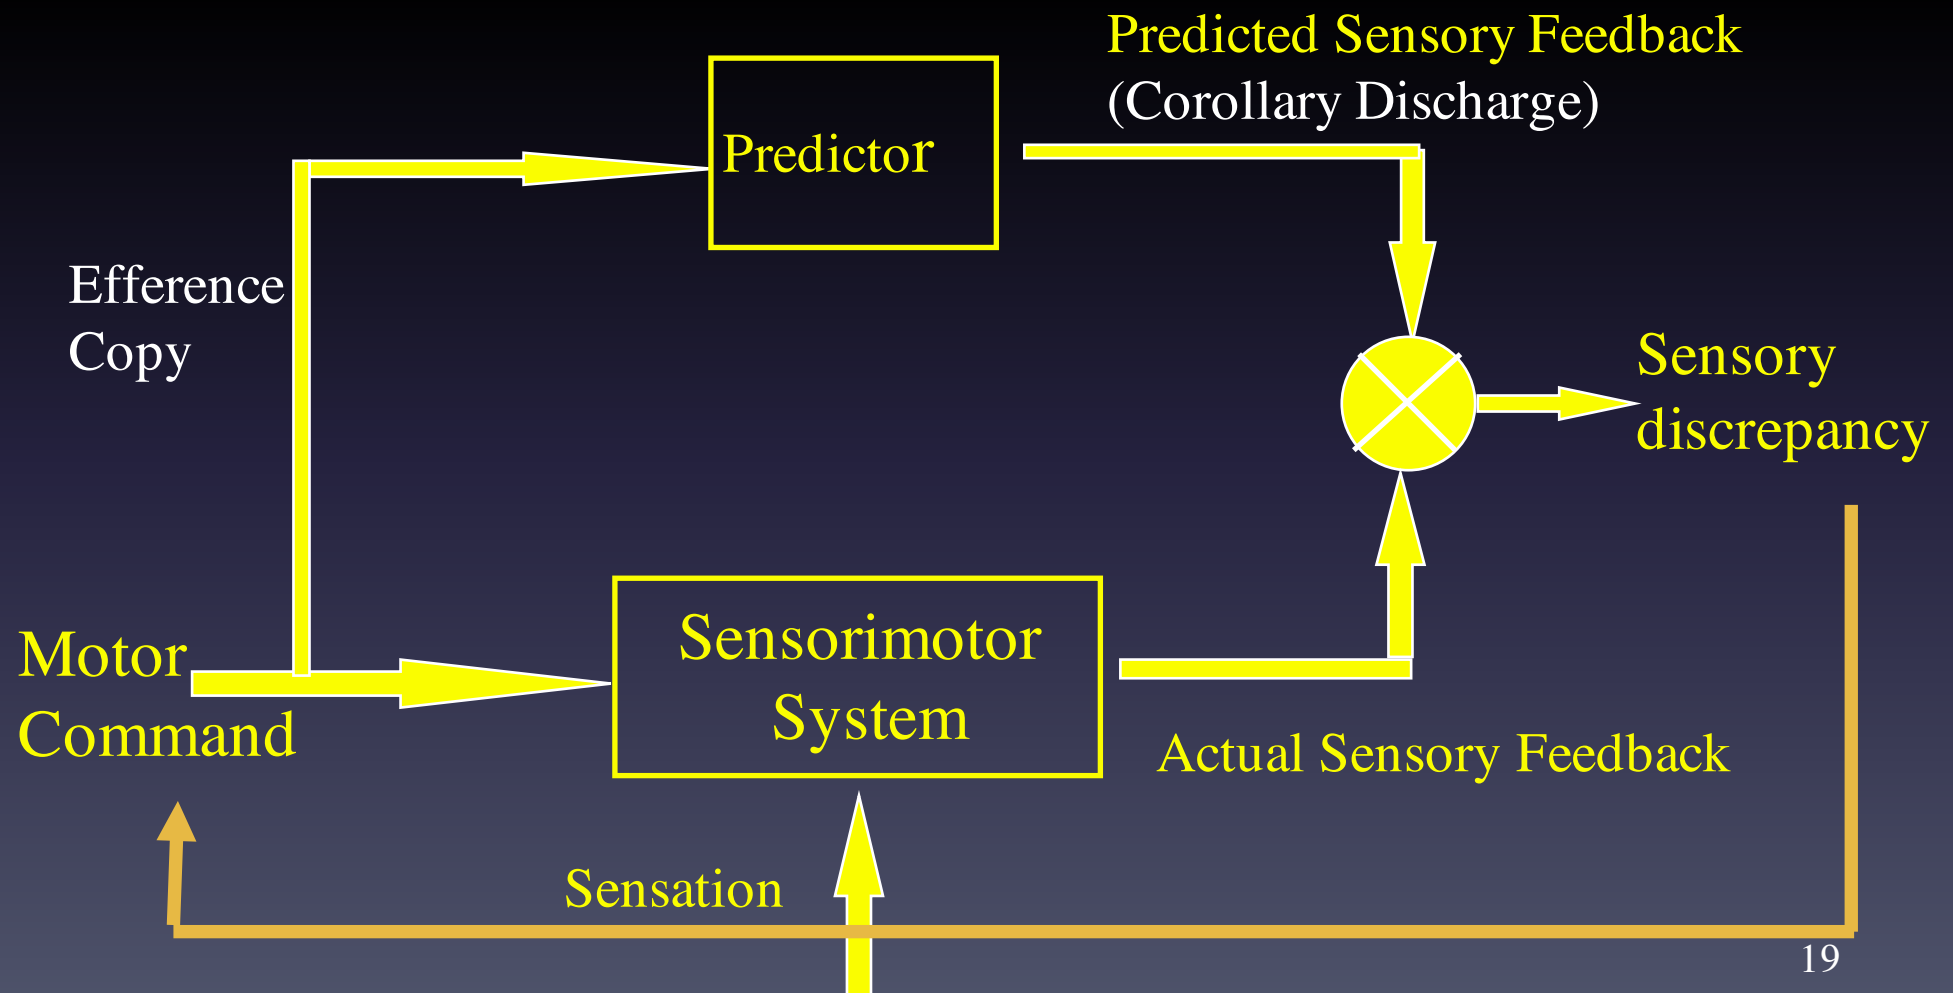 Predicted Sensory Feedback
(Corollary Discharge)
Predictor
Efference
Copy
Sensory
discrepancy
Motor
Command
Sensorimotor
System
Actual Sensory Feedback
Sensation
19